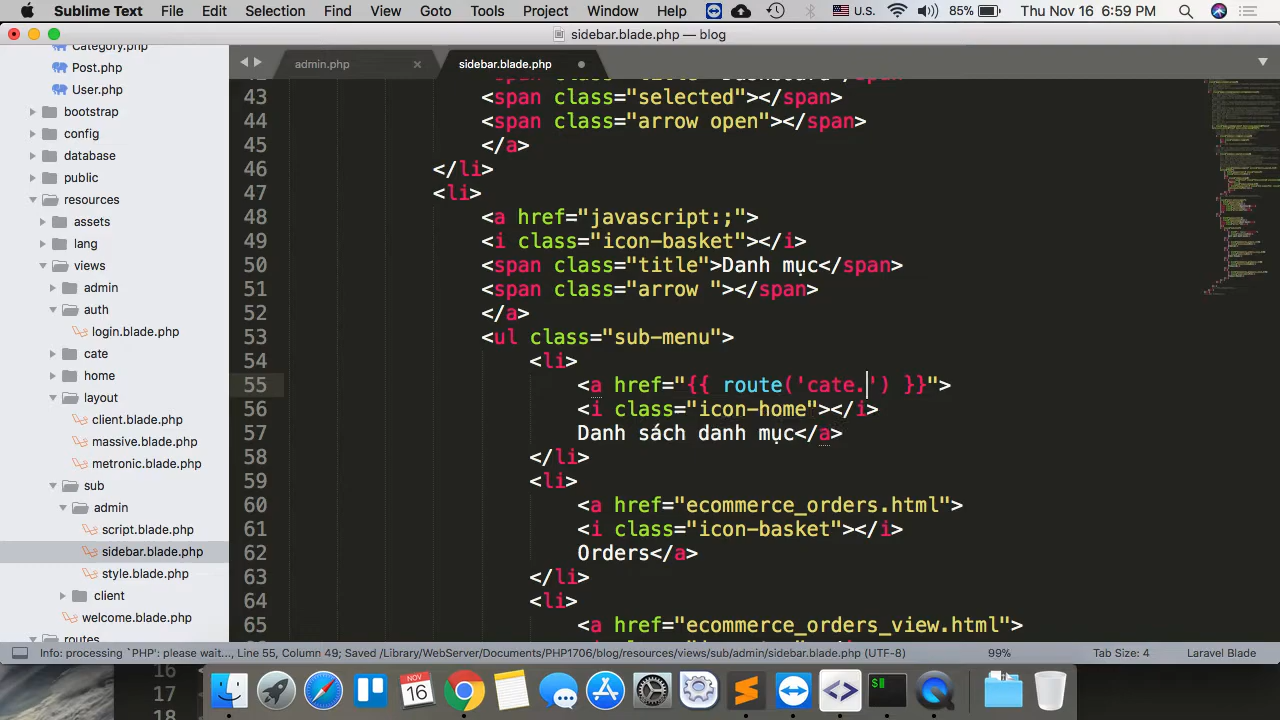 Sublime Text File Edit Selection Find View Goto Tools Project Window Help U.S. 85% Thu Nov 16 6:59 PM
sidebar.blade.php — blog
Category.php
Post.php
User.php
bootstrap
config
database
public
resources
assets
lang
views
admin
auth
login.blade.php
cate
home
layout
client.blade.php
massive.blade.php
metronic.blade.php
sub
admin
script.blade.php
sidebar.blade.php
style.blade.php
client
welcome.blade.php
routes
admin.php × sidebar.blade.php
42 <span class="title">Dashboard</span>
43 <span class="selected"></span>
44 <span class="arrow open"></span>
45 </a>
46 </li>
47 <li>
48 <a href="javascript:;">
49 <i class="icon-basket"></i>
50 <span class="title">Danh mục</span>
51 <span class="arrow "></span>
52 </a>
53 <ul class="sub-menu">
54 <li>
55 <a href="{{ route('cate.') }}">
56 <i class="icon-home"></i>
57 Danh sách danh mục</a>
58 </li>
59 <li>
60 <a href="ecommerce_orders.html">
61 <i class="icon-basket"></i>
62 Orders</a>
63 </li>
64 <li>
65 <a href="ecommerce_orders_view.html">
Info: processing `PHP`: please wait..., Line 55, Column 49; Saved /Library/WebServer/Documents/PHP1706/blog/resources/views/sub/admin/sidebar.blade.php (UTF-8) 99% Tab Size: 4 Laravel Blade
16
17
18
NOV
16